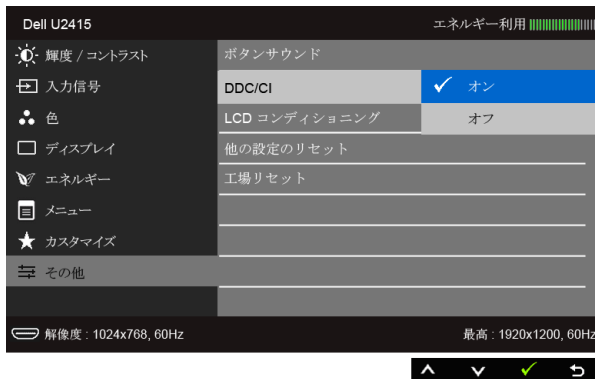 Dell U2415
エネルギー利用
輝度 / コントラスト
入力信号
色
ディスプレイ
エネルギー
メニュー
カスタマイズ
その他
ボタンサウンド
DDC/CI
LCD コンディショニング
他の設定のリセット
工場リセット
オン
オフ
解像度 : 1024x768, 60Hz
最高 : 1920x1200, 60Hz